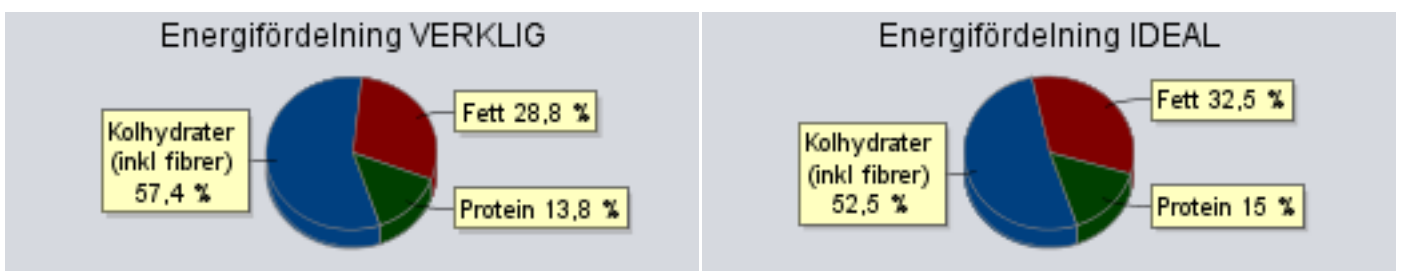 Energifördelning VERKLIG
Kolhydrater
(inkl fibrer)
57,4 %
Fett 28,8 %
Protein 13,8 %
Energifördelning IDEAL
Kolhydrater
(inkl fibrer)
52,5 %
Fett 32,5 %
Protein 15 %